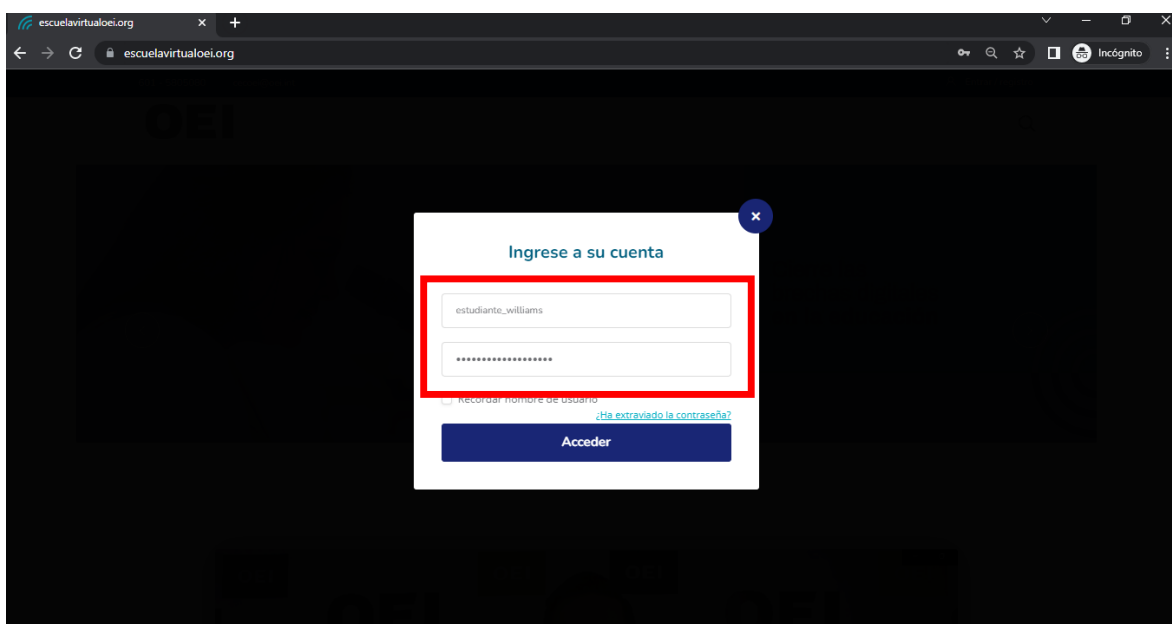 escuelavirtualoei.org
escuelavirtualoei.org
Incógnito
OEI
Ingrese a su cuenta
estudiante_williams
•••••••••••••••••••
Recordar nombre de usuario
¿Ha extraviado la contraseña?
Acceder